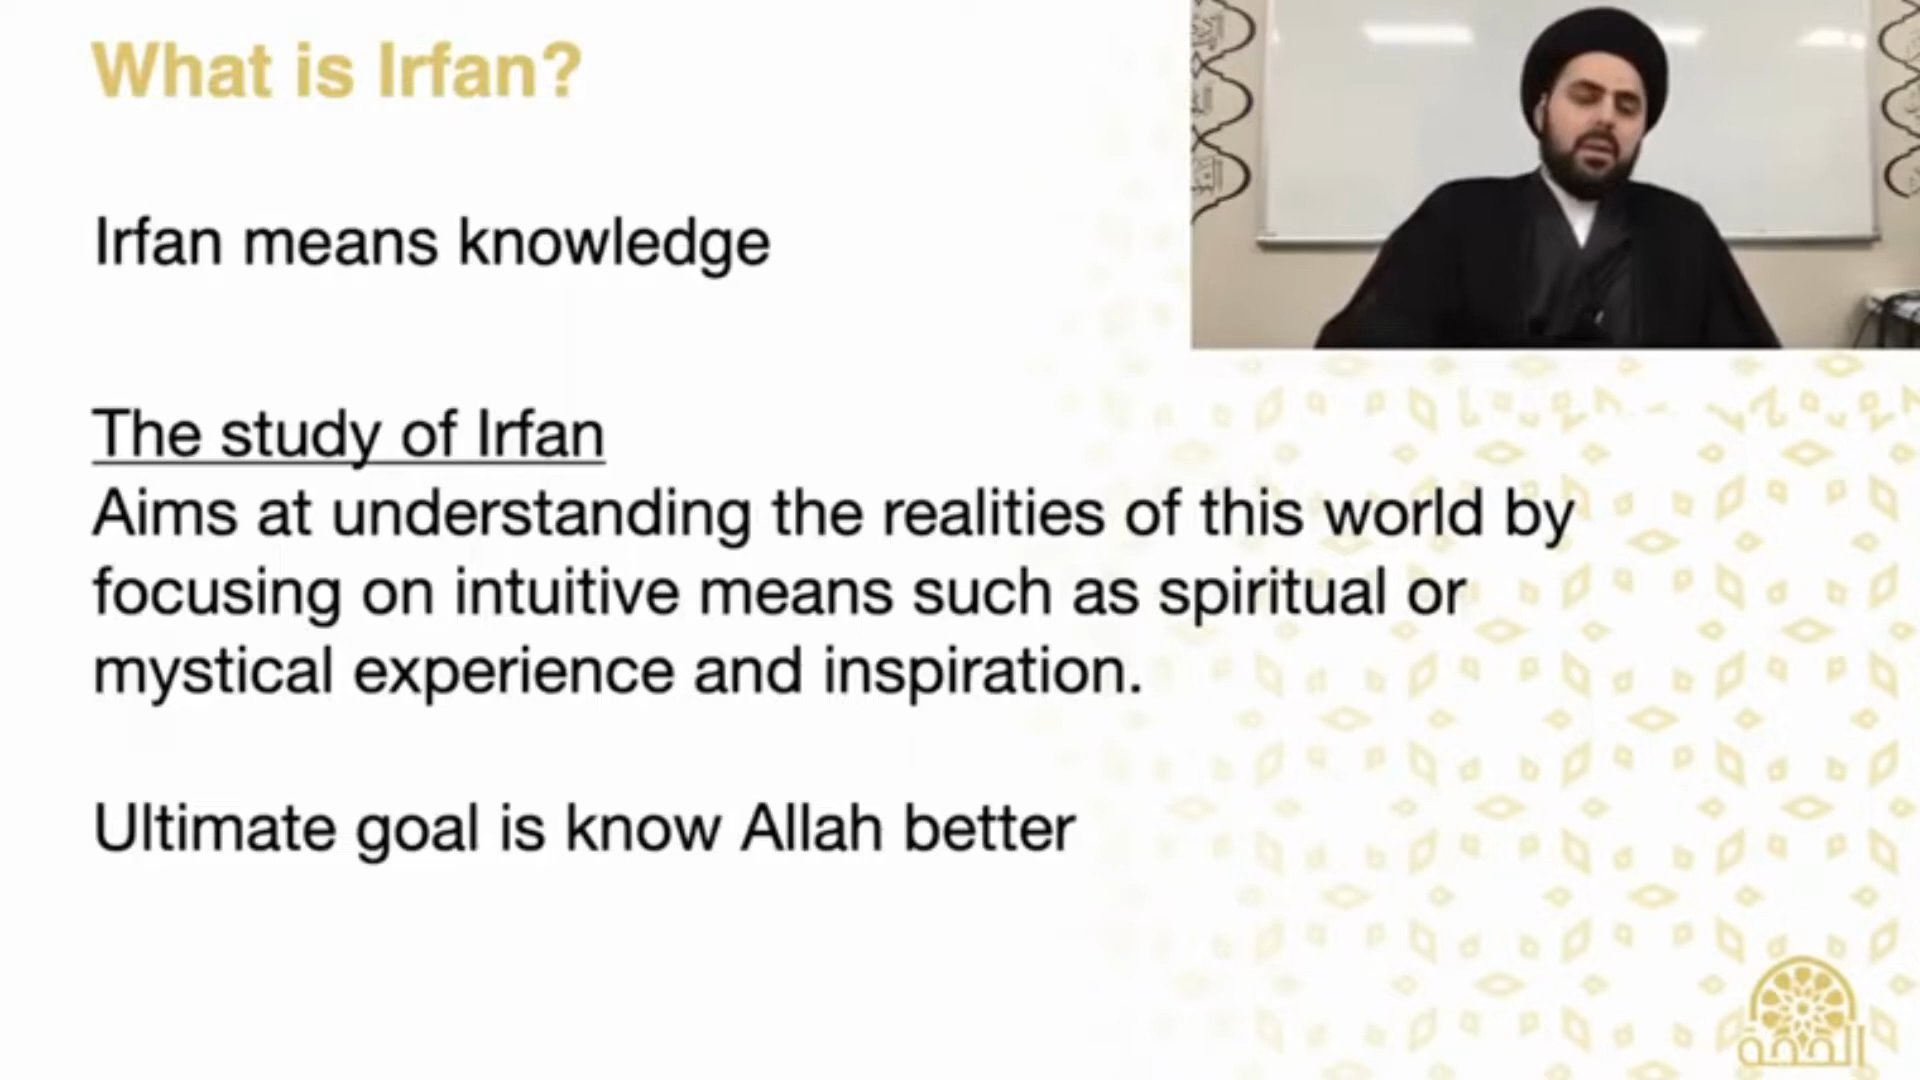 What is Irfan?
Irfan means knowledge
The study of Irfan
Aims at understanding the realities of this world by
focusing on intuitive means such as spiritual or
mystical experience and inspiration.
Ultimate goal is know Allah better